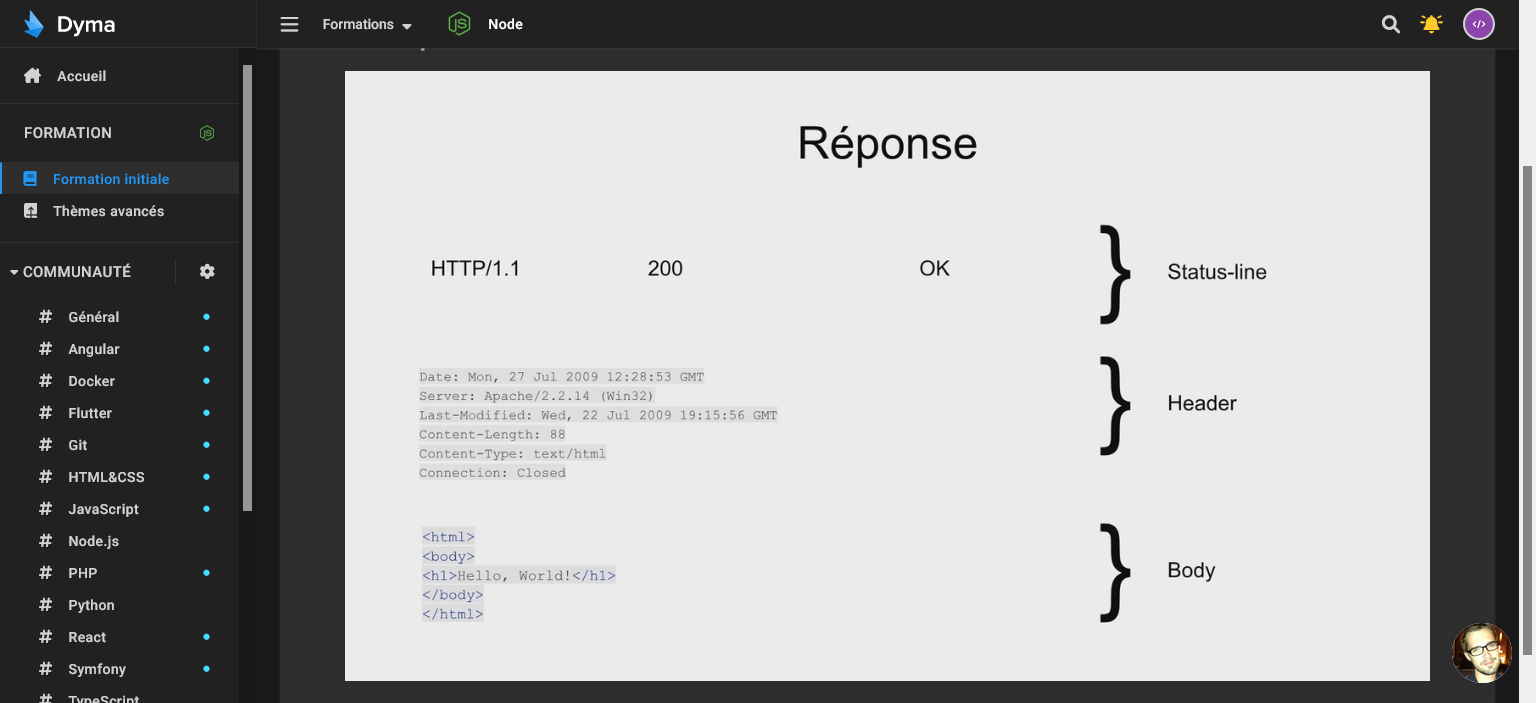 Dyma
Formations
Node
Accueil
FORMATION
Formation initiale
Thèmes avancés
COMMUNAUTÉ
# Général
# Angular
# Docker
# Flutter
# Git
# HTML&CSS
# JavaScript
# Node.js
# PHP
# Python
# React
# Symfony
# TypeScript
Réponse
HTTP/1.1 200 OK } Status-line
Date: Mon, 27 Jul 2009 12:28:53 GMT
Server: Apache/2.2.14 (Win32)
Last-Modified: Wed, 22 Jul 2009 19:15:56 GMT
Content-Length: 88
Content-Type: text/html
Connection: Closed
} Header
<html>
<body>
<h1>Hello, World!</h1>
</body>
</html>
} Body